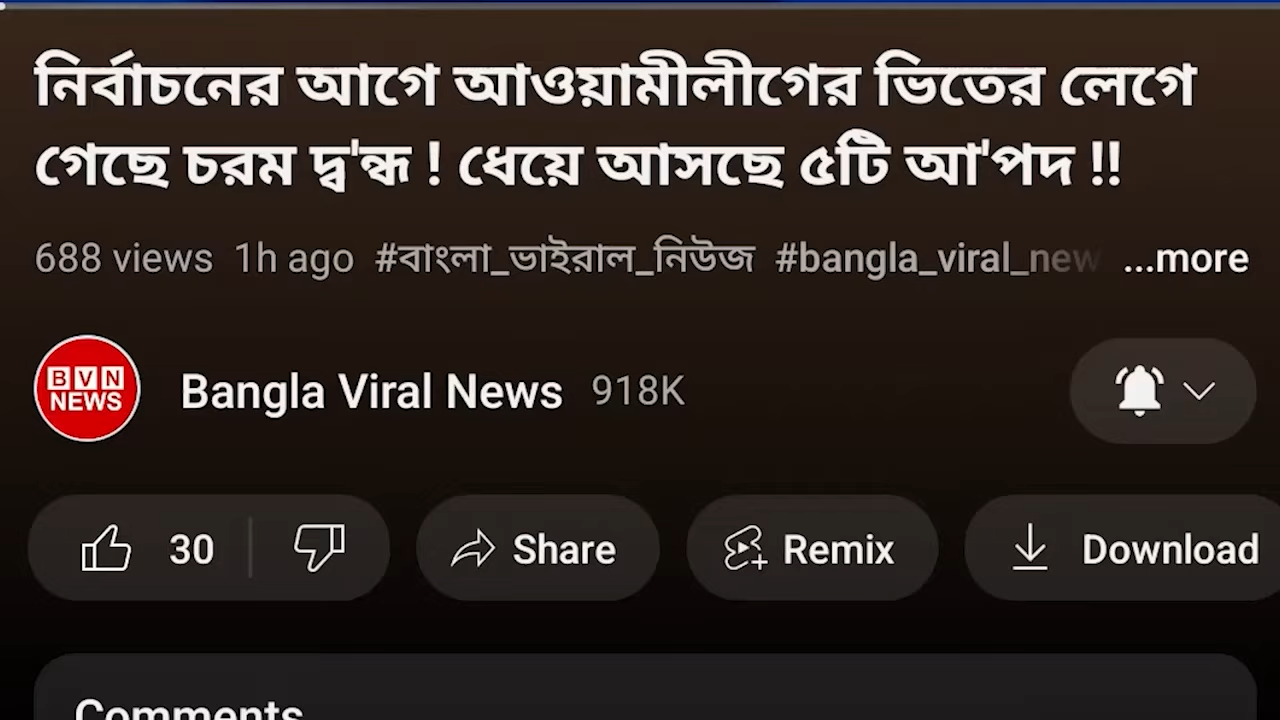 নির্বাচনের আগে আওয়ামীলীগের ভিতের লেগে
গেছে চরম দ্ব'ন্ধ ! ধেয়ে আসছে ৫টি আ'পদ !!
688 views 1h ago #বাংলা_ভাইরাল_নিউজ #bangla_viral_new ...more
BVN
NEWS
Bangla Viral News 918K
30 Share Remix Download
Comments